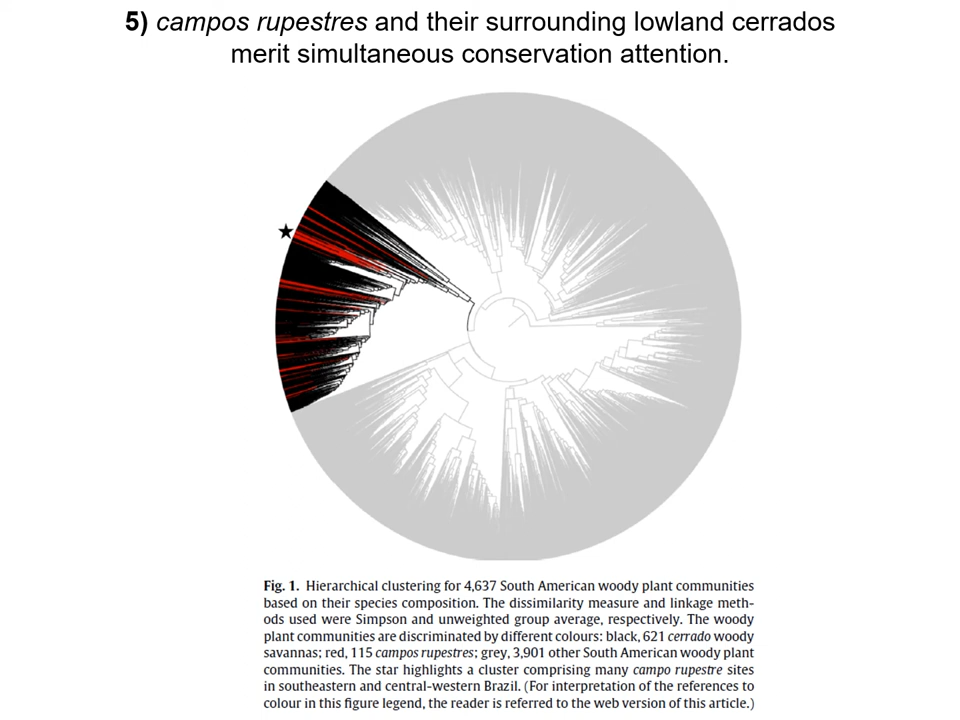 5) campos rupestres and their surrounding lowland cerrados
merit simultaneous conservation attention.
★
Fig. 1. Hierarchical clustering for 4,637 South American woody plant communities
based on their species composition. The dissimilarity measure and linkage meth-
ods used were Simpson and unweighted group average, respectively. The woody
plant communities are discriminated by different colours: black, 621 cerrado woody
savannas; red, 115 campos rupestres; grey, 3,901 other South American woody plant
communities. The star highlights a cluster comprising many campo rupestre sites
in southeastern and central-western Brazil. (For interpretation of the references to
colour in this figure legend, the reader is referred to the web version of this article.)